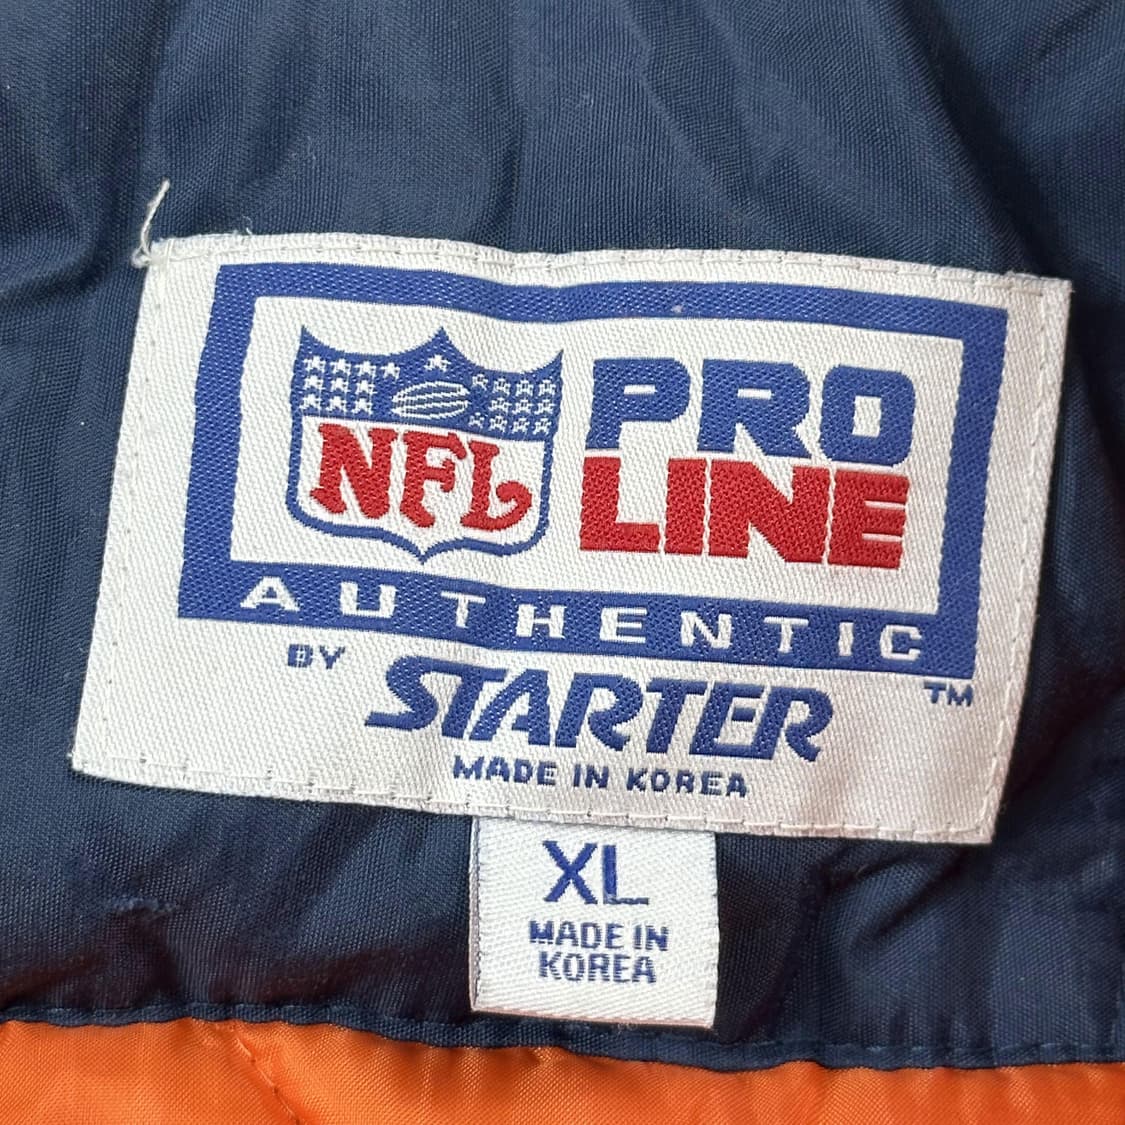 NFL
PRO
LINE
AUTHENTIC
BY STARTER TM
MADE IN KOREA
XL
MADE IN
KOREA